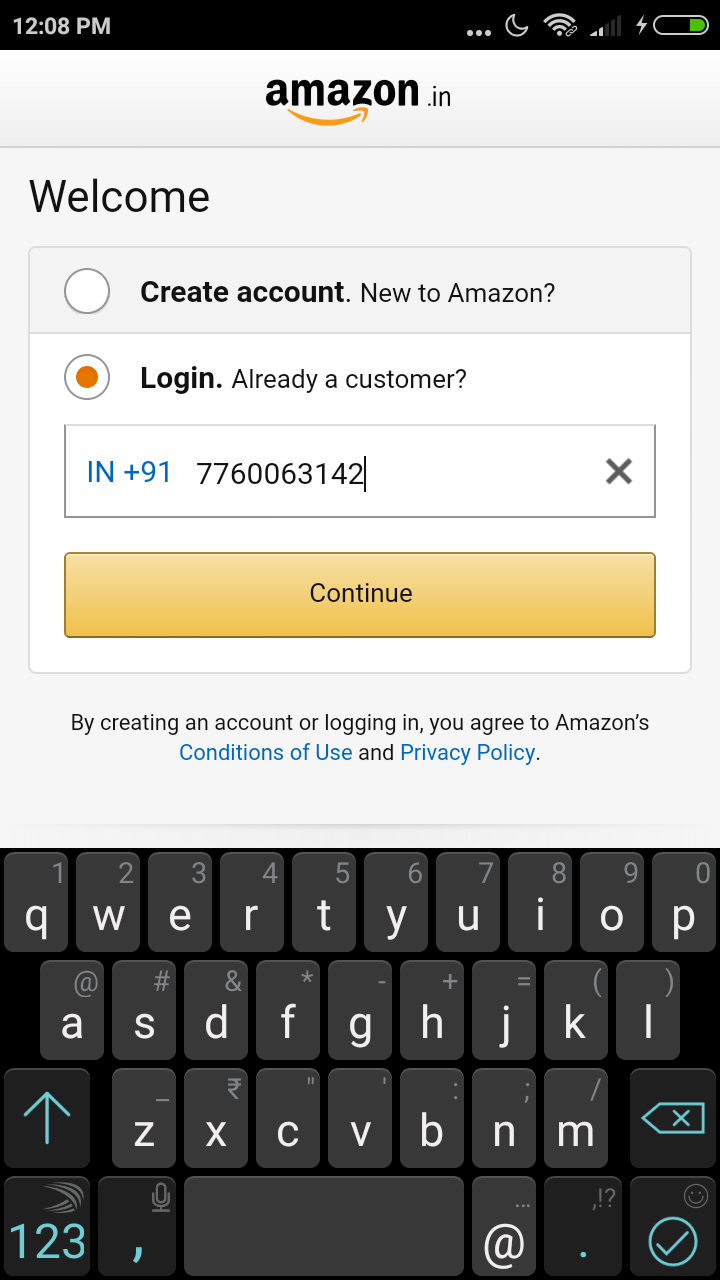 12:08 PM
amazon.in
Welcome
Create account. New to Amazon?
Login. Already a customer?
IN +91 7760063142
Continue
By creating an account or logging in, you agree to Amazon's
Conditions of Use and Privacy Policy.
1 2 3 4 5 6 7 8 9 0
q w e r t y u i o p
@ # & * - + = ( )
a s d f g h j k l
_ ₹ " ' : ; /
z x c v b n m
... ,!?
123 , @ .